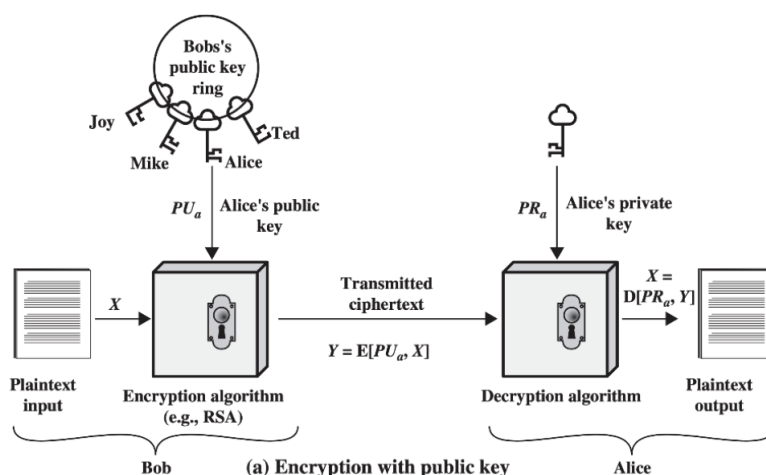 Bobs's
public key
ring
Joy
Mike
Alice
Ted
PUa
Alice's public
key
PRa
Alice's private
key
X
Transmitted
ciphertext
Y = E[PUa, X]
X =
D[PRa, Y]
Plaintext
input
Encryption algorithm
(e.g., RSA)
Decryption algorithm
Plaintext
output
Bob
(a) Encryption with public key
Alice